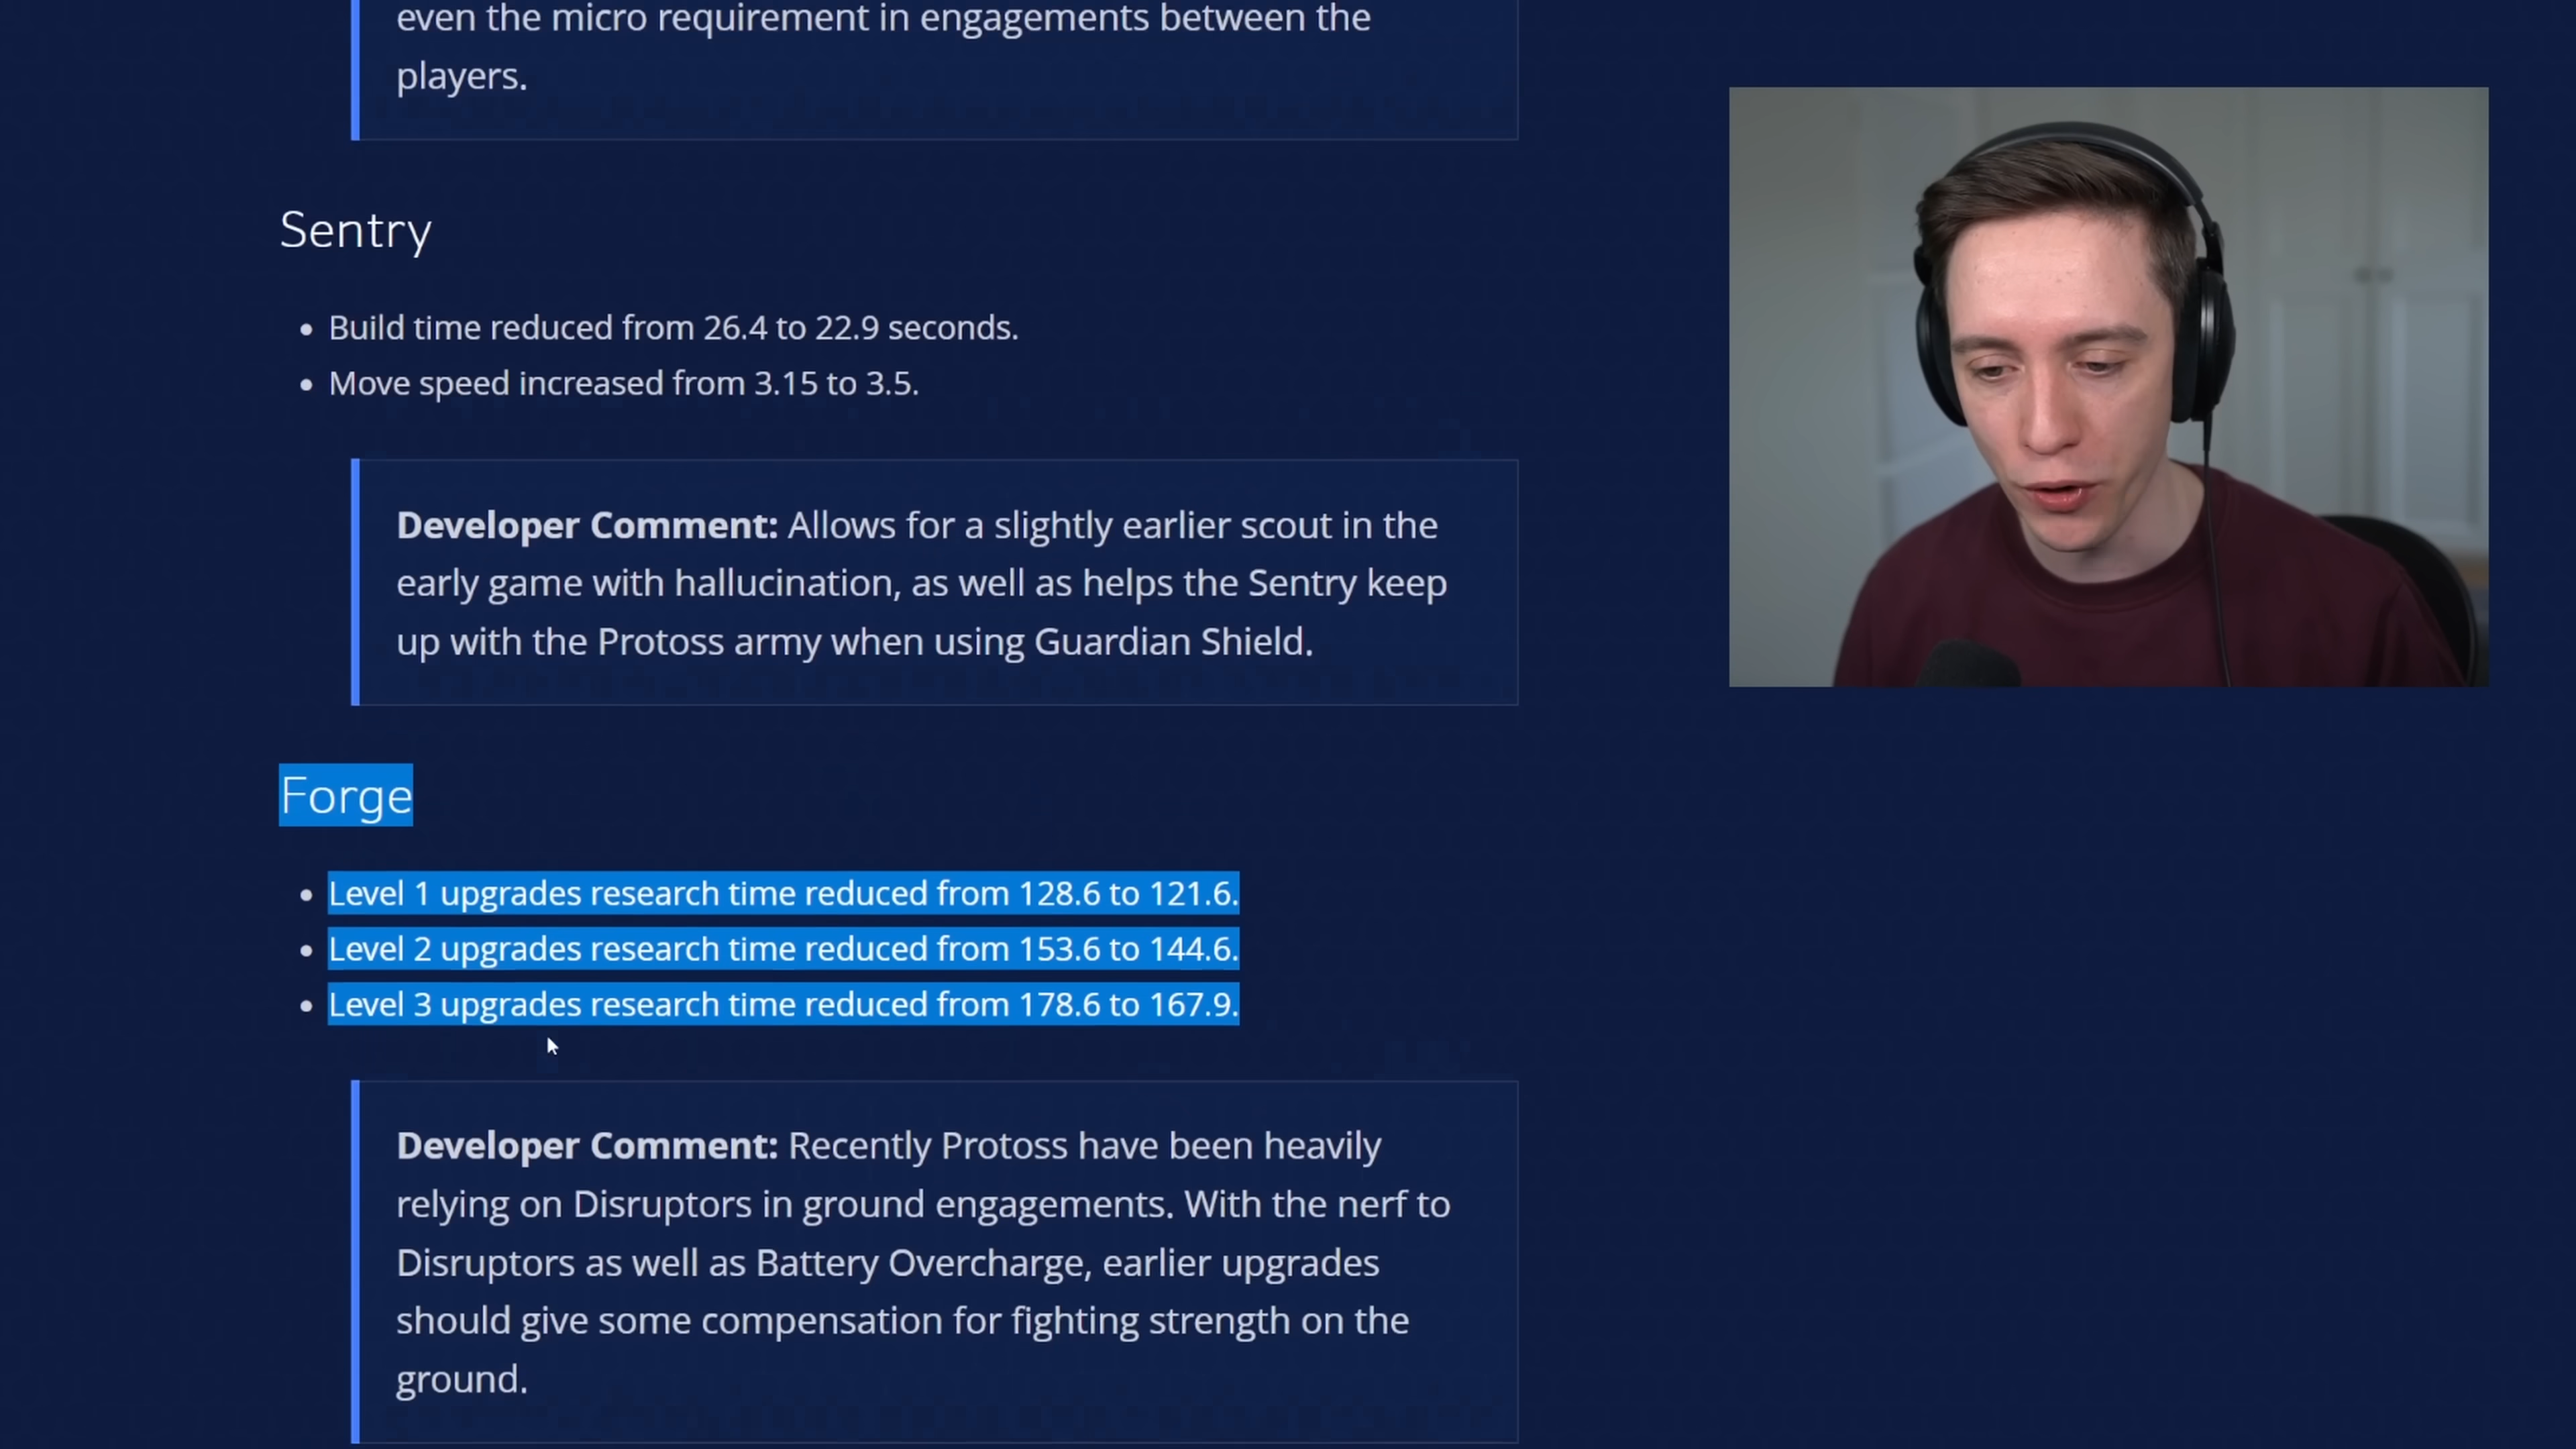 even the micro requirement in engagements between the
players.
Sentry
Build time reduced from 26.4 to 22.9 seconds.
Move speed increased from 3.15 to 3.5.
Developer Comment: Allows for a slightly earlier scout in the
early game with hallucination, as well as helps the Sentry keep
up with the Protoss army when using Guardian Shield.
Forge
Level 1 upgrades research time reduced from 128.6 to 121.6.
Level 2 upgrades research time reduced from 153.6 to 144.6.
Level 3 upgrades research time reduced from 178.6 to 167.9.
Developer Comment: Recently Protoss have been heavily
relying on Disruptors in ground engagements. With the nerf to
Disruptors as well as Battery Overcharge, earlier upgrades
should give some compensation for fighting strength on the
ground.